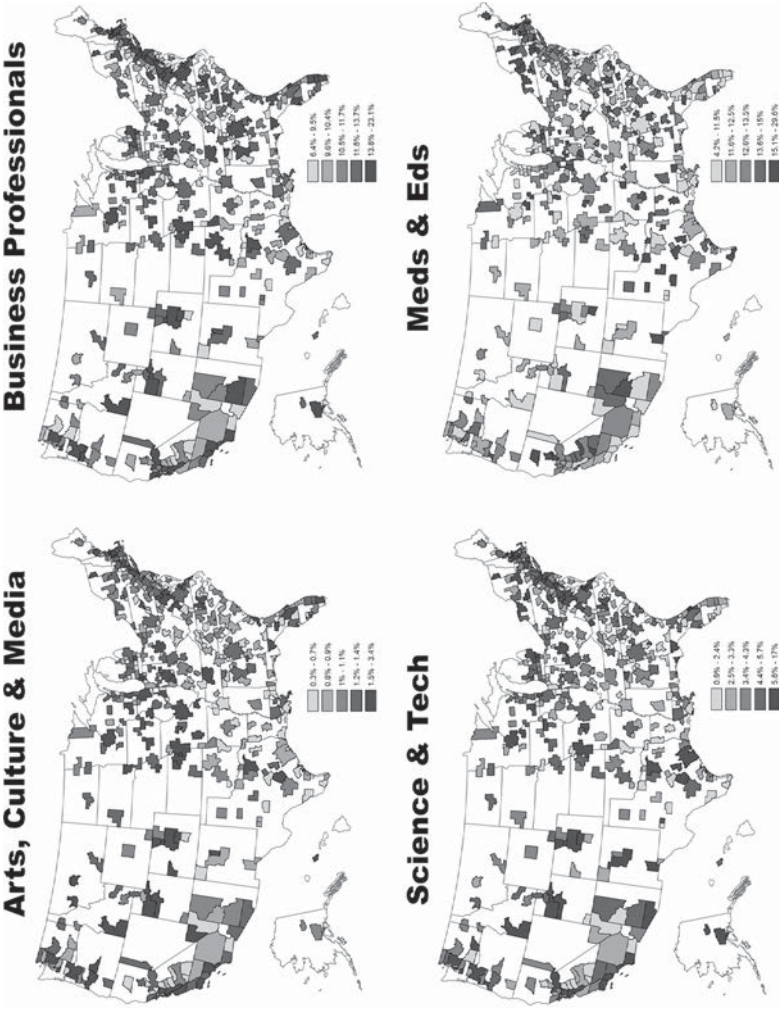 Arts, Culture & Media
0.3% - 0.7%
0.8% - 0.9%
1% - 1.1%
1.2% - 1.4%
1.5% - 3.4%
Business Professionals
6.4% - 9.5%
9.6% - 10.4%
10.5% - 11.7%
11.8% - 13.7%
13.8% - 23.1%
Science & Tech
0.9% - 2.4%
2.5% - 3.3%
3.4% - 4.3%
4.4% - 5.7%
5.8% - 17%
Meds & Eds
4.2% - 11.5%
11.6% - 12.5%
12.6% - 13.5%
13.6% - 15%
15.1% - 29.6%